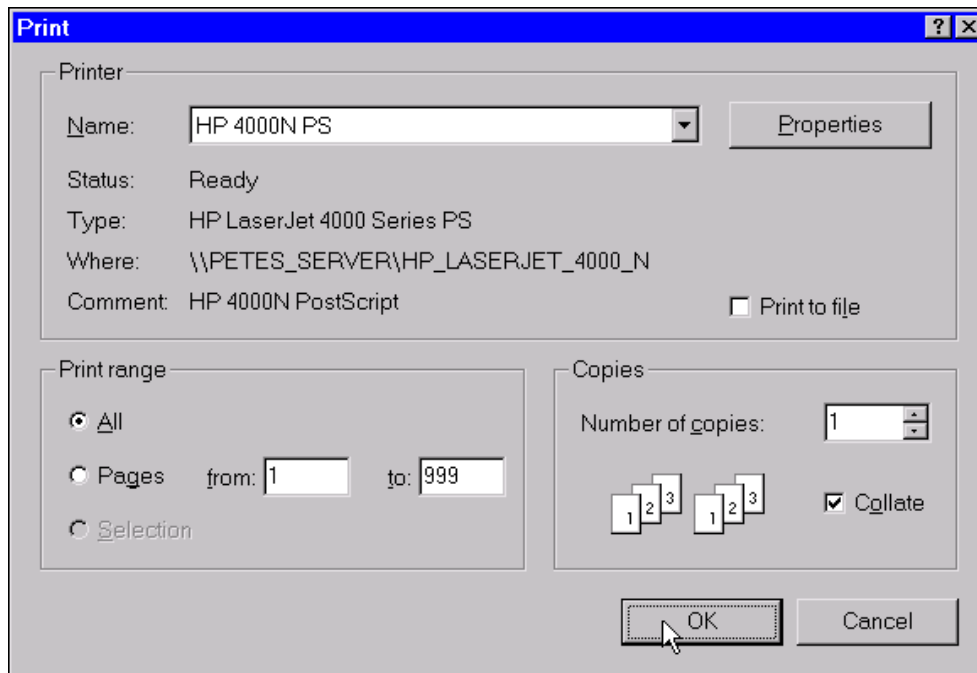 Print
Printer
Name: HP 4000N PS Properties
Status: Ready
Type: HP LaserJet 4000 Series PS
Where: \\PETES_SERVER\HP_LASERJET_4000_N
Comment: HP 4000N PostScript Print to file
Print range
All
Pages from: 1 to: 999
Selection
Copies
Number of copies: 1
1 2 3 1 2 3 Collate
OK Cancel